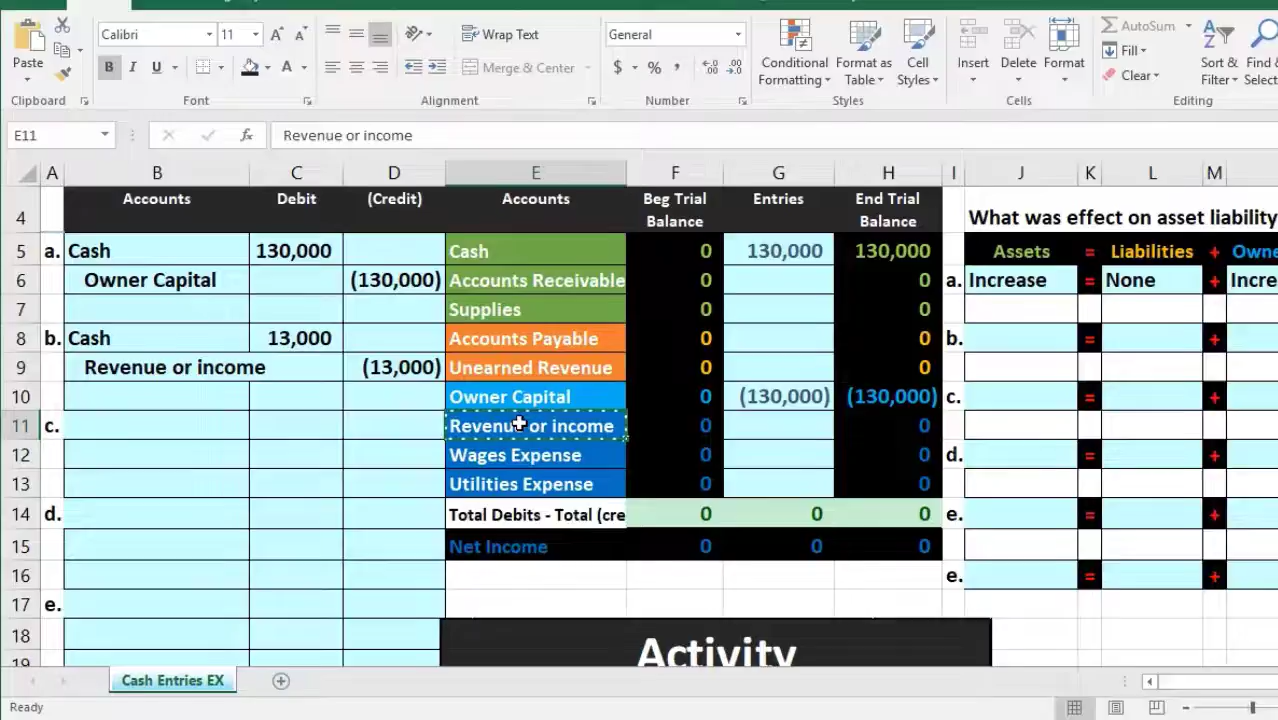 Calibri 11 Wrap Text General AutoSum
Paste B I U Merge & Center $ % , Conditional Formatting Format as Table Cell Styles Insert Delete Format Fill Clear Sort & Filter Find & Select
Clipboard Font Alignment Number Styles Cells Editing
E11 fx Revenue or income
A B C D E F G H I J K L M
4 Accounts Debit (Credit) Accounts Beg Trial Balance Entries End Trial Balance What was effect on asset liability
5 a. Cash 130,000 Cash 0 130,000 130,000 Assets = Liabilities + Owne
6 Owner Capital (130,000) Accounts Receivable 0 0 a. Increase = None + Incre
7 Supplies 0 0
8 b. Cash 13,000 Accounts Payable 0 0 b. = +
9 Revenue or income (13,000) Unearned Revenue 0 0
10 Owner Capital 0 (130,000) (130,000) c. = +
11 c. Revenue or income 0 0
12 Wages Expense 0 0 d. = +
13 Utilities Expense 0 0
14 d. Total Debits - Total (cre 0 0 0 e. = +
15 Net Income 0 0 0
16 e. = +
17 e.
18 Activity
19
Cash Entries EX
Ready